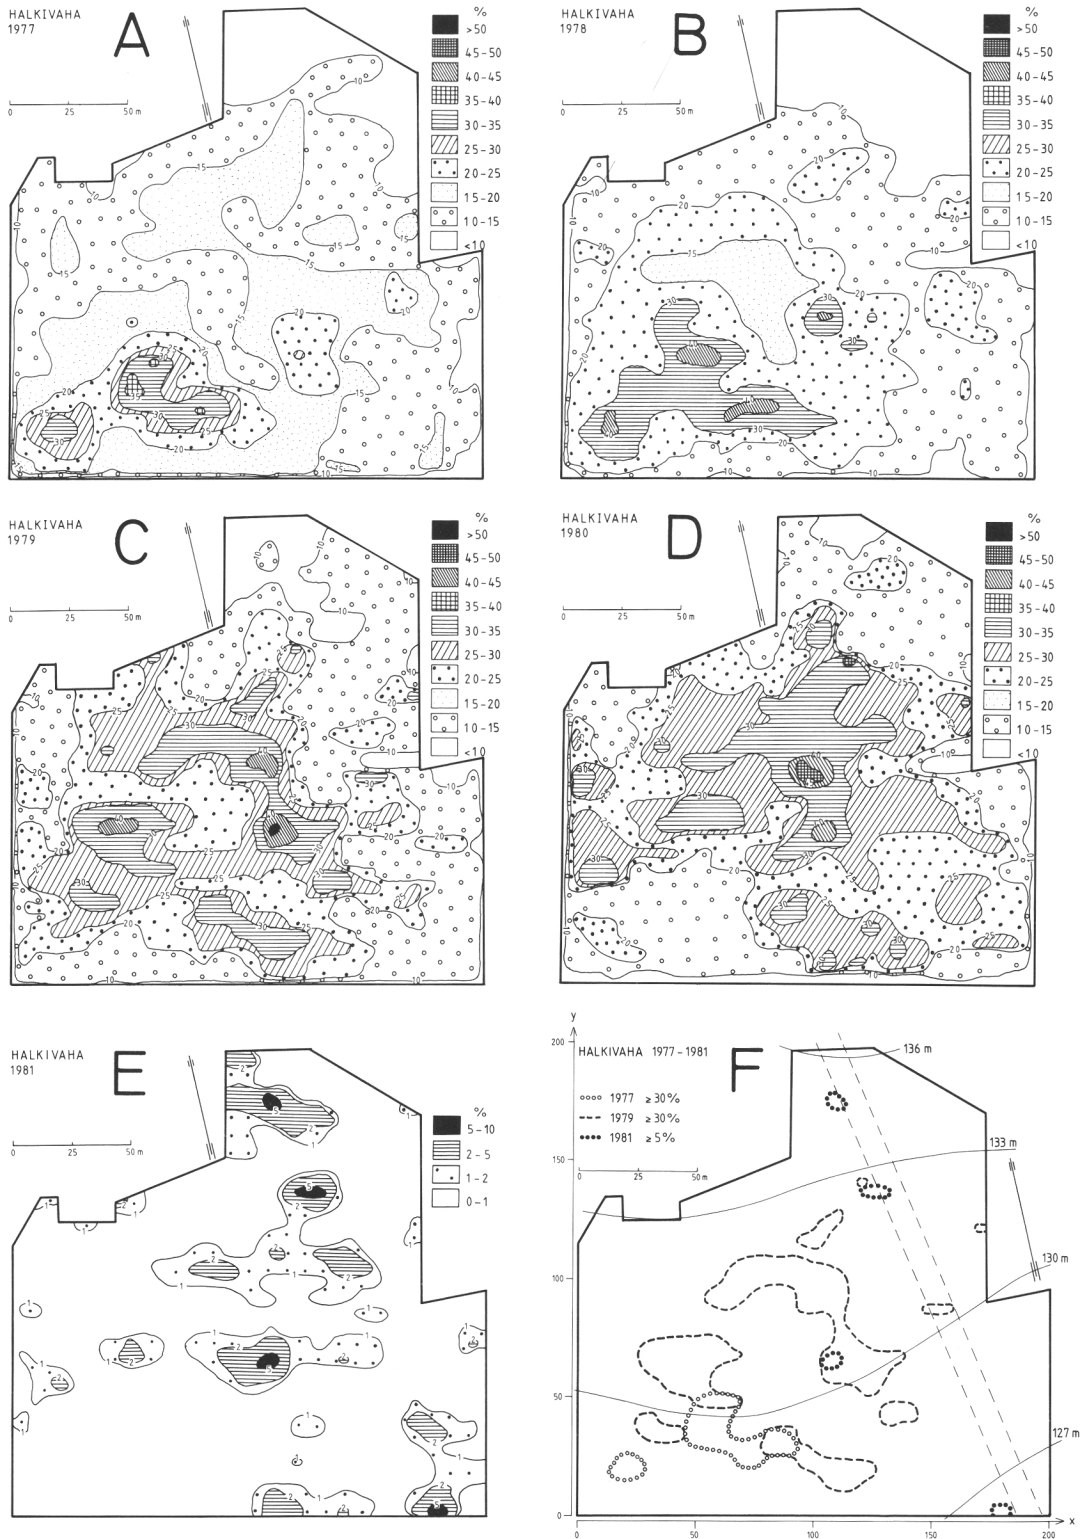 HALKIVAHA
1977
A
%
>50
45-50
40-45
35-40
30-35
25-30
20-25
15-20
10-15
<10
0 25 50 m
HALKIVAHA
1978
B
%
>50
45-50
40-45
35-40
30-35
25-30
20-25
15-20
10-15
<10
0 25 50 m
HALKIVAHA
1979
C
%
>50
45-50
40-45
35-40
30-35
25-30
20-25
15-20
10-15
<10
0 25 50 m
HALKIVAHA
1980
D
%
>50
45-50
40-45
35-40
30-35
25-30
20-25
15-20
10-15
<10
0 25 50 m
HALKIVAHA
1981
E
%
5-10
2-5
1-2
0-1
0 25 50 m
y
200
HALKIVAHA 1977-1981
F
136 m
1977 ≥30%
1979 ≥30%
1981 ≥5%
133 m
150
0 50 m
130 m
100
50
127 m
0
0 50 100 150 200 x